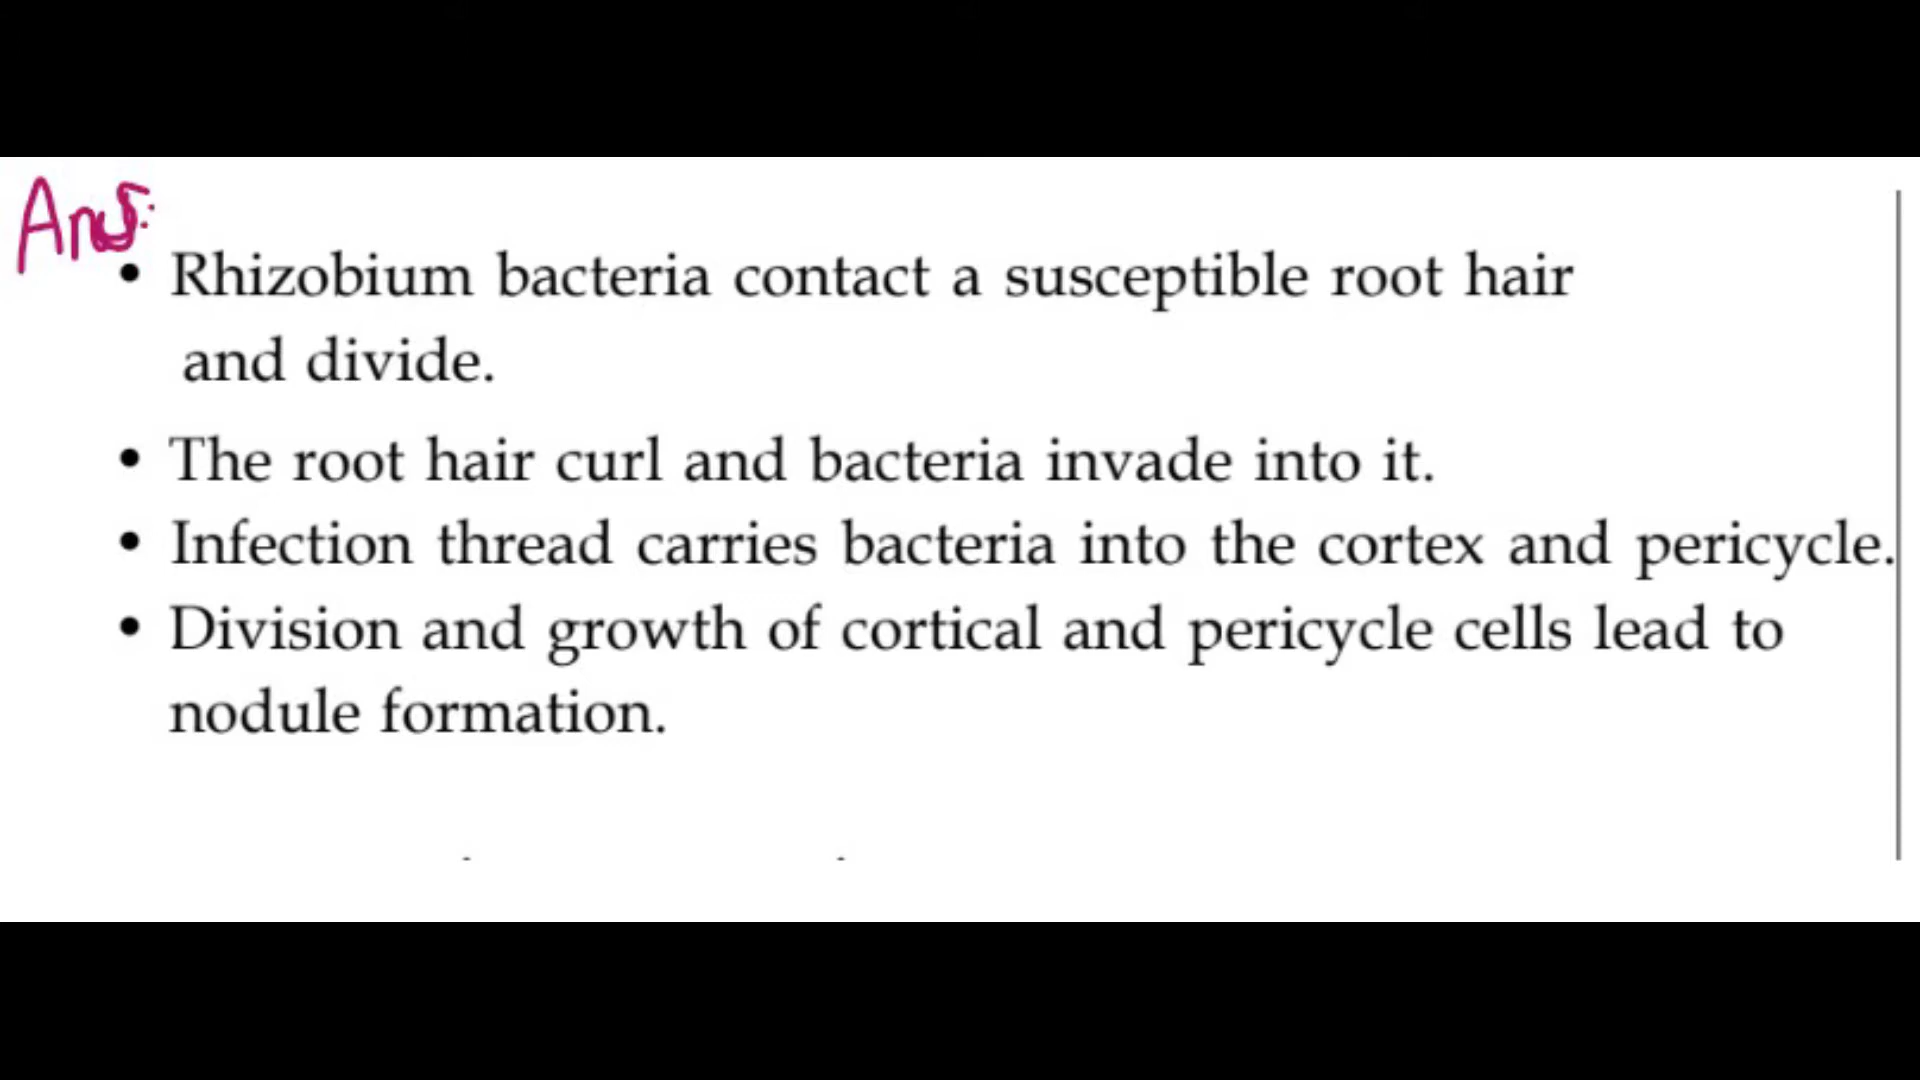 Ans:
• Rhizobium bacteria contact a susceptible root hair
and divide.
• The root hair curl and bacteria invade into it.
• Infection thread carries bacteria into the cortex and pericycle.
• Division and growth of cortical and pericycle cells lead to
nodule formation.